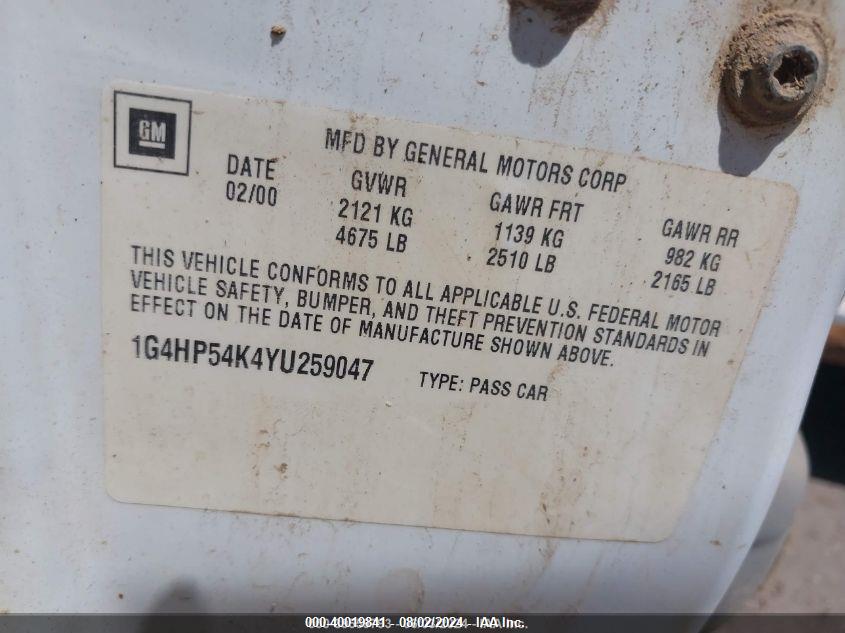 GM
MFD BY GENERAL MOTORS CORP
DATE GVWR GAWR FRT GAWR RR
02/00 2121 KG 1139 KG 982 KG
4675 LB 2510 LB 2165 LB
THIS VEHICLE CONFORMS TO ALL APPLICABLE U.S. FEDERAL MOTOR
VEHICLE SAFETY, BUMPER, AND THEFT PREVENTION STANDARDS IN
EFFECT ON THE DATE OF MANUFACTURE SHOWN ABOVE.
1G4HP54K4YU259047 TYPE: PASS CAR
000-40019841 - 08/02/2024 - IAA Inc.